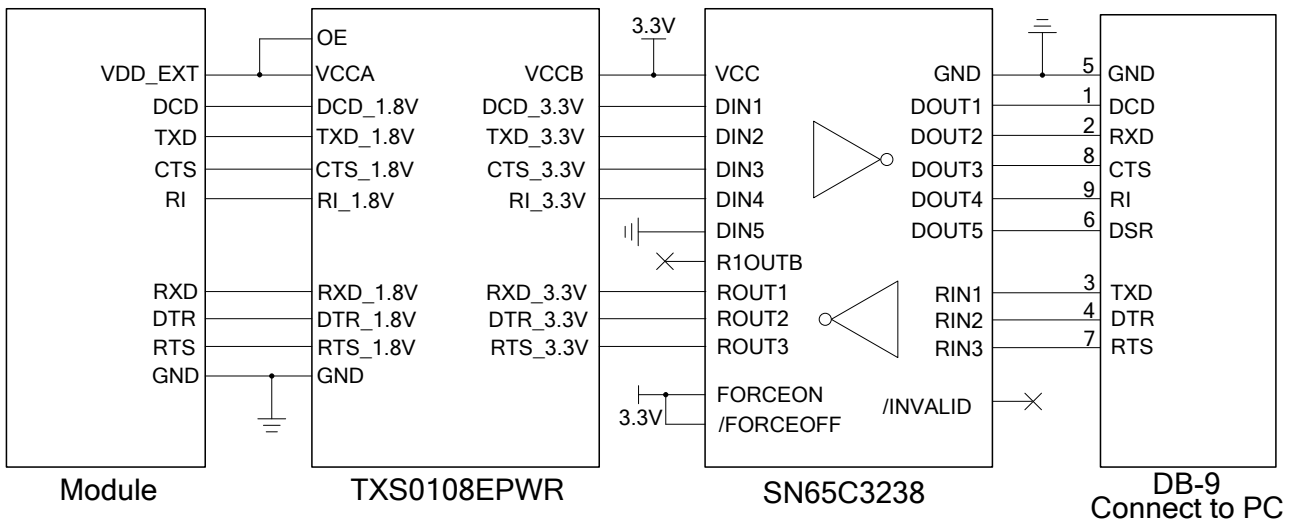 3.3V
OE
VDD_EXT VCCA VCCB VCC GND 5 GND
DCD DCD_1.8V DCD_3.3V DIN1 DOUT1 1 DCD
TXD TXD_1.8V TXD_3.3V DIN2 DOUT2 2 RXD
CTS CTS_1.8V CTS_3.3V DIN3 DOUT3 8 CTS
RI RI_1.8V RI_3.3V DIN4 DOUT4 9 RI
DIN5 DOUT5 6 DSR
R1OUTB
RXD RXD_1.8V RXD_3.3V ROUT1 RIN1 3 TXD
DTR DTR_1.8V DTR_3.3V ROUT2 RIN2 4 DTR
RTS RTS_1.8V RTS_3.3V ROUT3 RIN3 7 RTS
GND GND
FORCEON /INVALID
3.3V /FORCEOFF
Module TXS0108EPWR SN65C3238 DB-9
Connect to PC